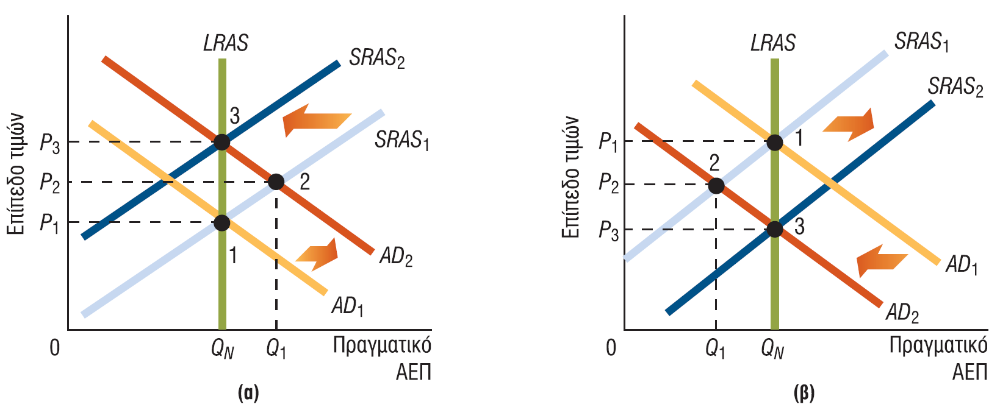 LRAS
SRAS2
SRAS1
3
P3
P2
2
P1
1
AD2
AD1
Επίπεδο τιμών
0
QN
Q1
Πραγματικό
ΑΕΠ
(α)
LRAS
SRAS1
SRAS2
P1
1
2
P2
P3
3
AD1
AD2
Επίπεδο τιμών
0
Q1
QN
Πραγματικό
ΑΕΠ
(β)